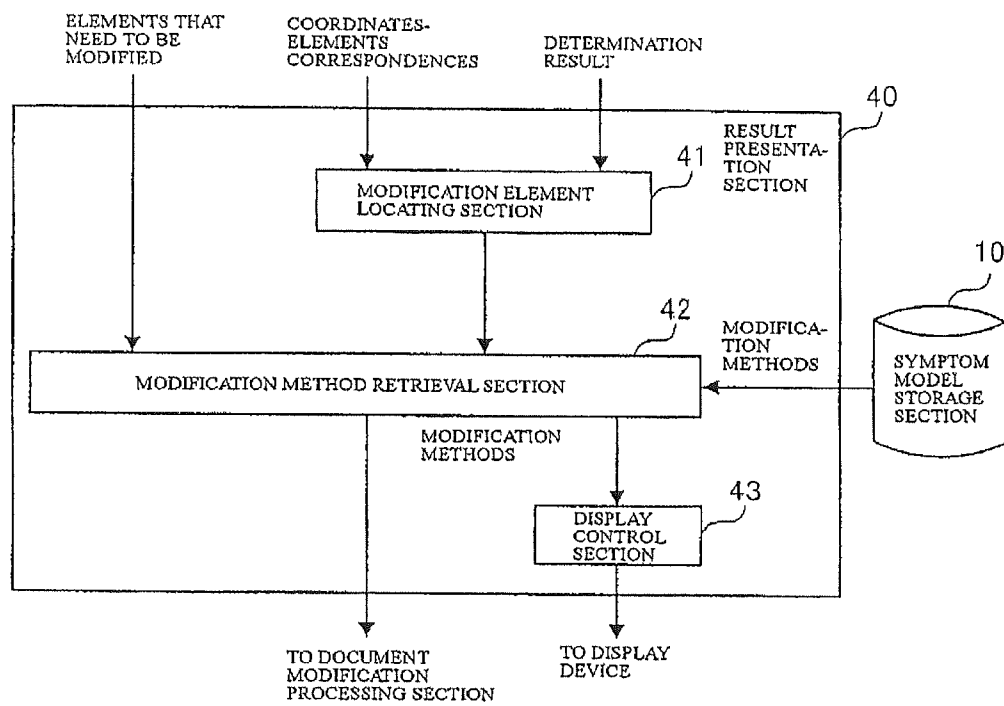 ELEMENTS THAT
NEED TO BE
MODIFIED
COORDINATES-
ELEMENTS
CORRESPONDENCES
DETERMINATION
RESULT
40
RESULT
PRESENTA-
TION
SECTION
41
MODIFICATION ELEMENT
LOCATING SECTION
10
42
MODIFICA-
TION
METHODS
SYMPTOM
MODEL
STORAGE
SECTION
MODIFICATION METHOD RETRIEVAL SECTION
MODIFICATION
METHODS
43
DISPLAY
CONTROL
SECTION
TO DOCUMENT
MODIFICATION
PROCESSING SECTION
TO DISPLAY
DEVICE